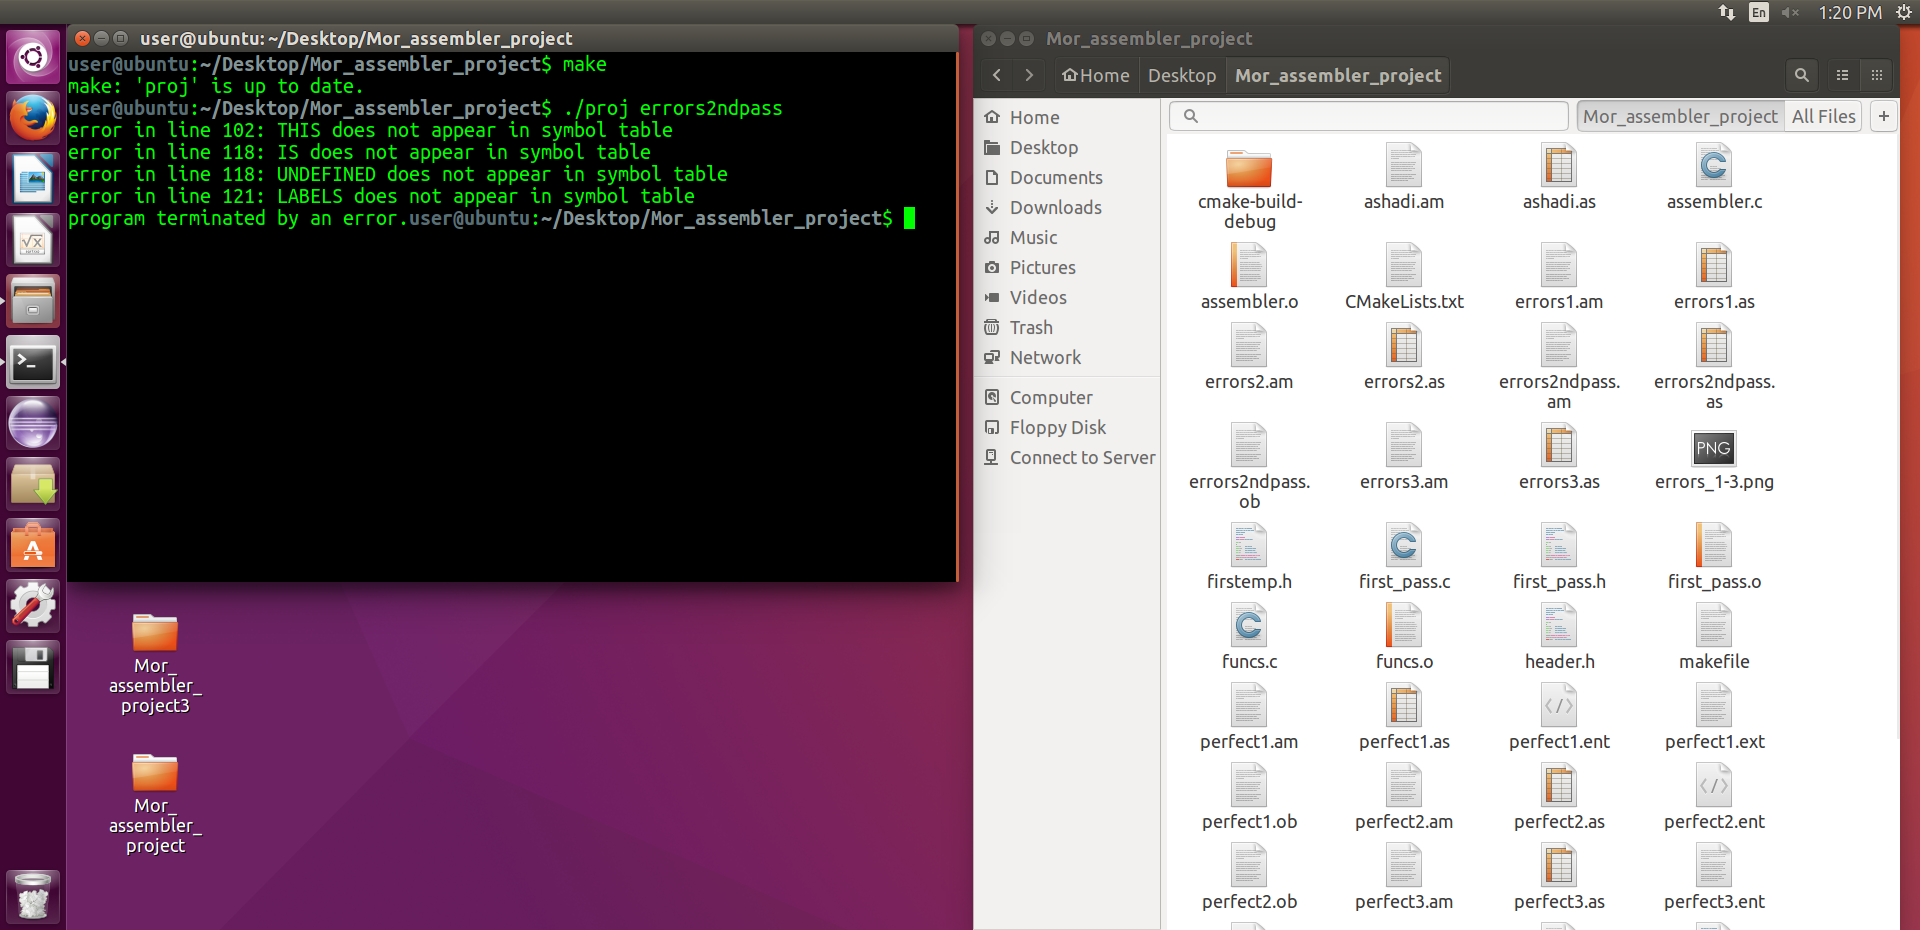 En
1:20 PM
user@ubuntu: ~/Desktop/Mor_assembler_project
user@ubuntu:~/Desktop/Mor_assembler_project$ make
make: 'proj' is up to date.
user@ubuntu:~/Desktop/Mor_assembler_project$ ./proj errors2ndpass
error in line 102: THIS does not appear in symbol table
error in line 118: IS does not appear in symbol table
error in line 118: UNDEFINED does not appear in symbol table
error in line 121: LABELS does not appear in symbol table
program terminated by an error.user@ubuntu:~/Desktop/Mor_assembler_project$
Mor_
assembler_
project3
Mor_
assembler_
project
Mor_assembler_project
Home Desktop Mor_assembler_project
Mor_assembler_project All Files +
Home
Desktop
Documents
Downloads
Music
Pictures
Videos
Trash
Network
Computer
Floppy Disk
Connect to Server
cmake-build-
debug
ashadi.am
ashadi.as
assembler.c
assembler.o
CMakeLists.txt
errors1.am
errors1.as
errors2.am
errors2.as
errors2ndpass.
am
errors2ndpass.
as
errors2ndpass.
ob
errors3.am
errors3.as
PNG
errors_1-3.png
firstemp.h
first_pass.c
first_pass.h
first_pass.o
funcs.c
funcs.o
header.h
makefile
perfect1.am
perfect1.as
perfect1.ent
perfect1.ext
perfect1.ob
perfect2.am
perfect2.as
perfect2.ent
perfect2.ob
perfect3.am
perfect3.as
perfect3.ent